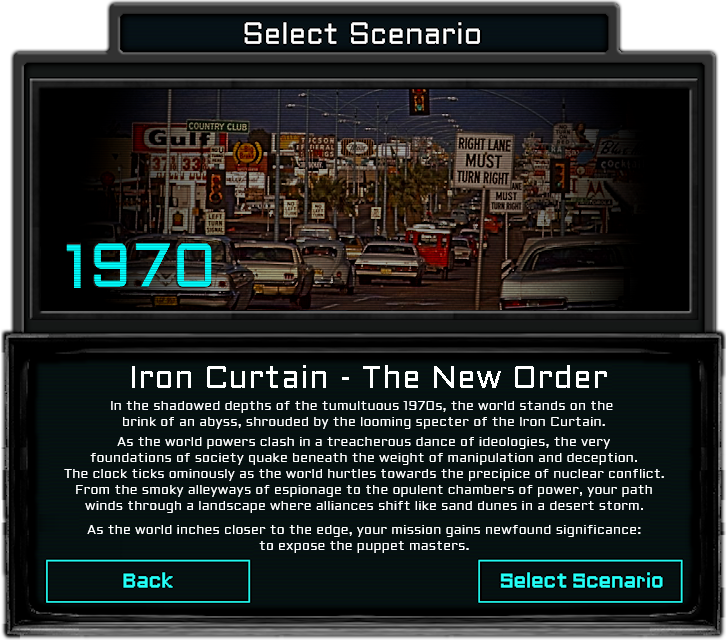 Select Scenario
COUNTRY CLUB
Gulf
TUCSON
RIGHT LANE
MUST
TURN RIGHT
LANE
MUST
TURN RIGHT
1970
Iron Curtain - The New Order
In the shadowed depths of the tumultuous 1970s, the world stands on the
brink of an abyss, shrouded by the looming specter of the Iron Curtain.
As the world powers clash in a treacherous dance of ideologies, the very
foundations of society quake beneath the weight of manipulation and deception.
The clock ticks ominously as the world hurtles towards the precipice of nuclear conflict.
From the smoky alleyways of espionage to the opulent chambers of power, your path
winds through a landscape where alliances shift like sand dunes in a desert storm.
As the world inches closer to the edge, your mission gains newfound significance:
to expose the puppet masters.
Back
Select Scenario